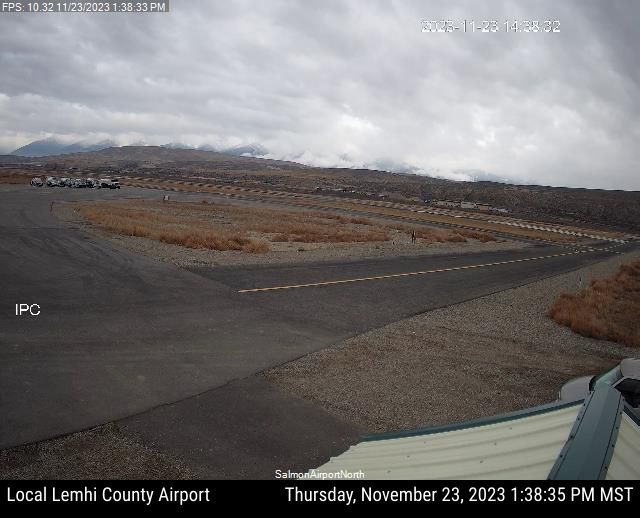 FPS: 10.32 11/23/2023 1:38:33 PM
2023-11-23 14:38:32
IPC
SalmonAirportNorth
Local Lemhi County Airport
Thursday, November 23, 2023 1:38:35 PM MST